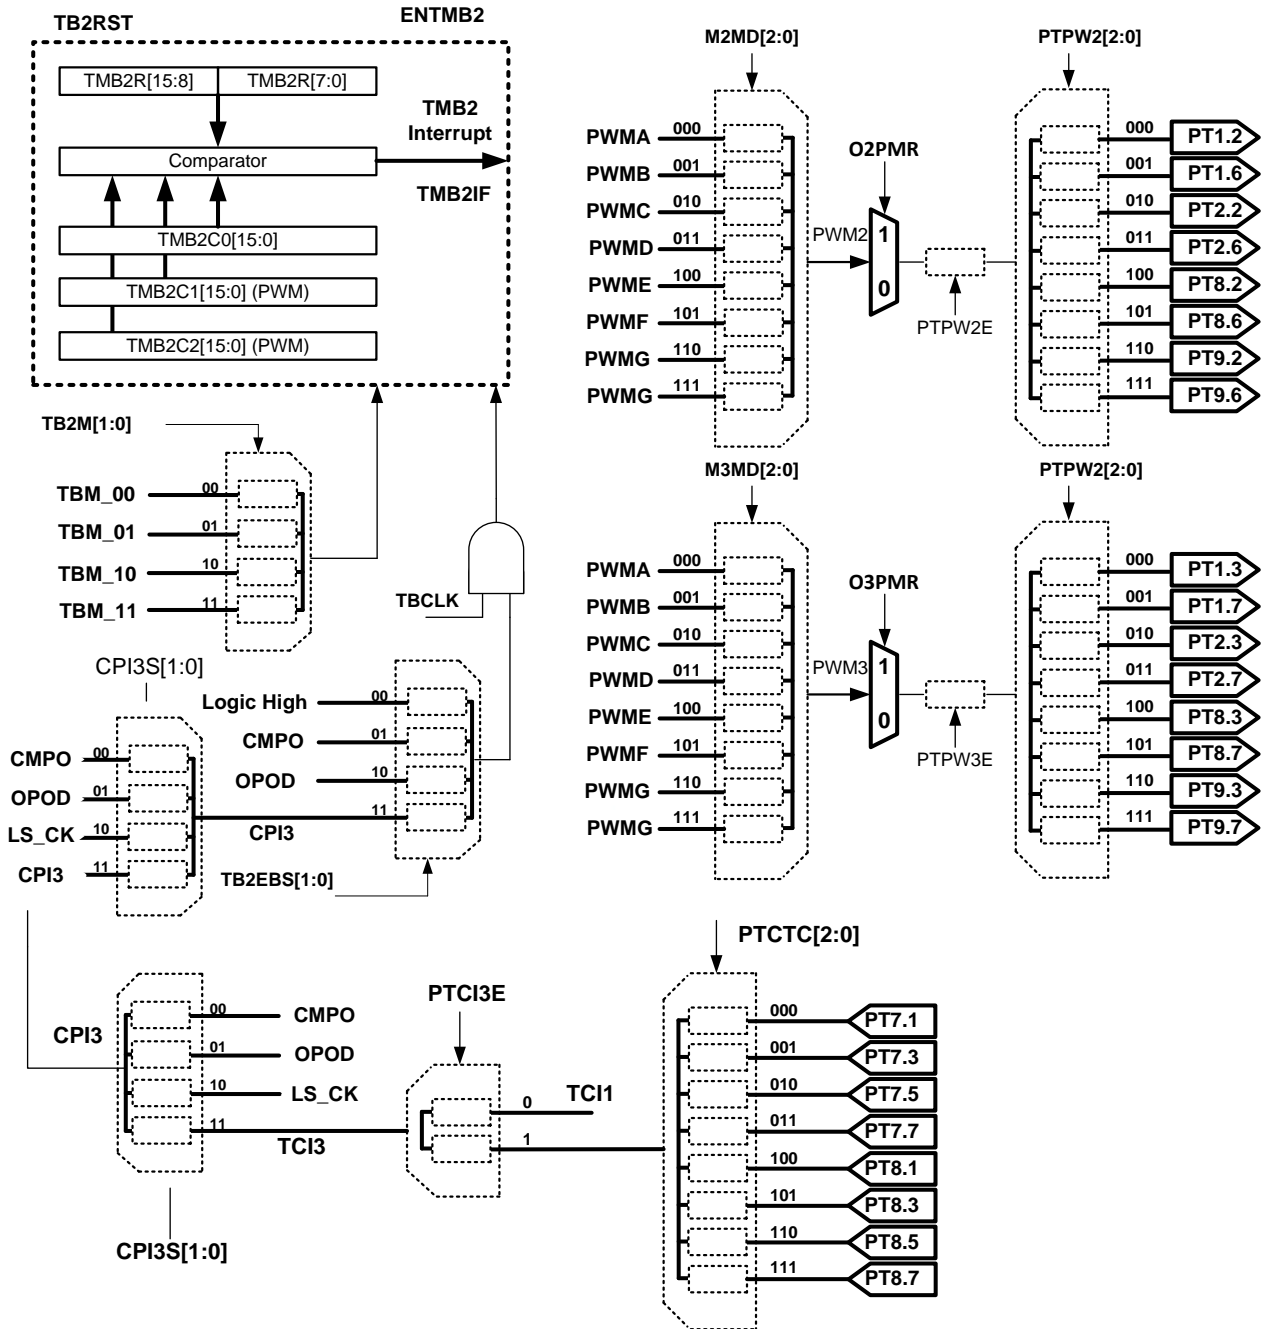 TB2RST
ENTMB2
TMB2R[15:8]
TMB2R[7:0]
TMB2
Interrupt
Comparator
TMB2IF
TMB2C0[15:0]
TMB2C1[15:0] (PWM)
TMB2C2[15:0] (PWM)
TB2M[1:0]
TBM_00
00
TBM_01
01
TBM_10
10
TBM_11
11
TBCLK
CPI3S[1:0]
CMPO
00
OPOD
01
LS_CK
10
CPI3
11
CPI3
Logic High
00
CMPO
01
OPOD
10
11
TB2EBS[1:0]
M2MD[2:0]
PWMA
000
PWMB
001
PWMC
010
PWMD
011
PWME
100
PWMF
101
PWMG
110
PWMG
111
PWM2
O2PMR
1
0
PTPW2E
PTPW2[2:0]
000
PT1.2
001
PT1.6
010
PT2.2
011
PT2.6
100
PT8.2
101
PT8.6
110
PT9.2
111
PT9.6
M3MD[2:0]
PWMA
000
PWMB
001
PWMC
010
PWMD
011
PWME
100
PWMF
101
PWMG
110
PWMG
111
PWM3
O3PMR
1
0
PTPW3E
PTPW2[2:0]
000
PT1.3
001
PT1.7
010
PT2.3
011
PT2.7
100
PT8.3
101
PT8.7
110
PT9.3
111
PT9.7
CPI3
00
CMPO
01
OPOD
10
LS_CK
11
TCI3
CPI3S[1:0]
PTCI3E
0
TCI1
1
PTCTC[2:0]
000
PT7.1
001
PT7.3
010
PT7.5
011
PT7.7
100
PT8.1
101
PT8.3
110
PT8.5
111
PT8.7